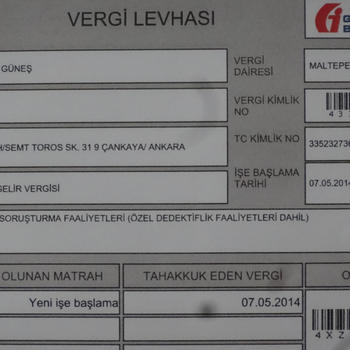 VERGİ LEVHASI
GÜNEŞ
VERGİ DAİRESİ
MALTEPE
VERGİ KİMLİK NO
TC KİMLİK NO
/SEMT TOROS SK. 31 9 ÇANKAYA/ ANKARA
İŞE BAŞLAMA TARİHİ
07.05.2014
GELİR VERGİSİ
SORUŞTURMA FAALİYETLERİ (ÖZEL DEDEKTİFLİK FAALİYETLERİ DAHİL)
OLUNAN MATRAH
TAHAKKUK EDEN VERGİ
Yeni işe başlama
07.05.2014
4XZ